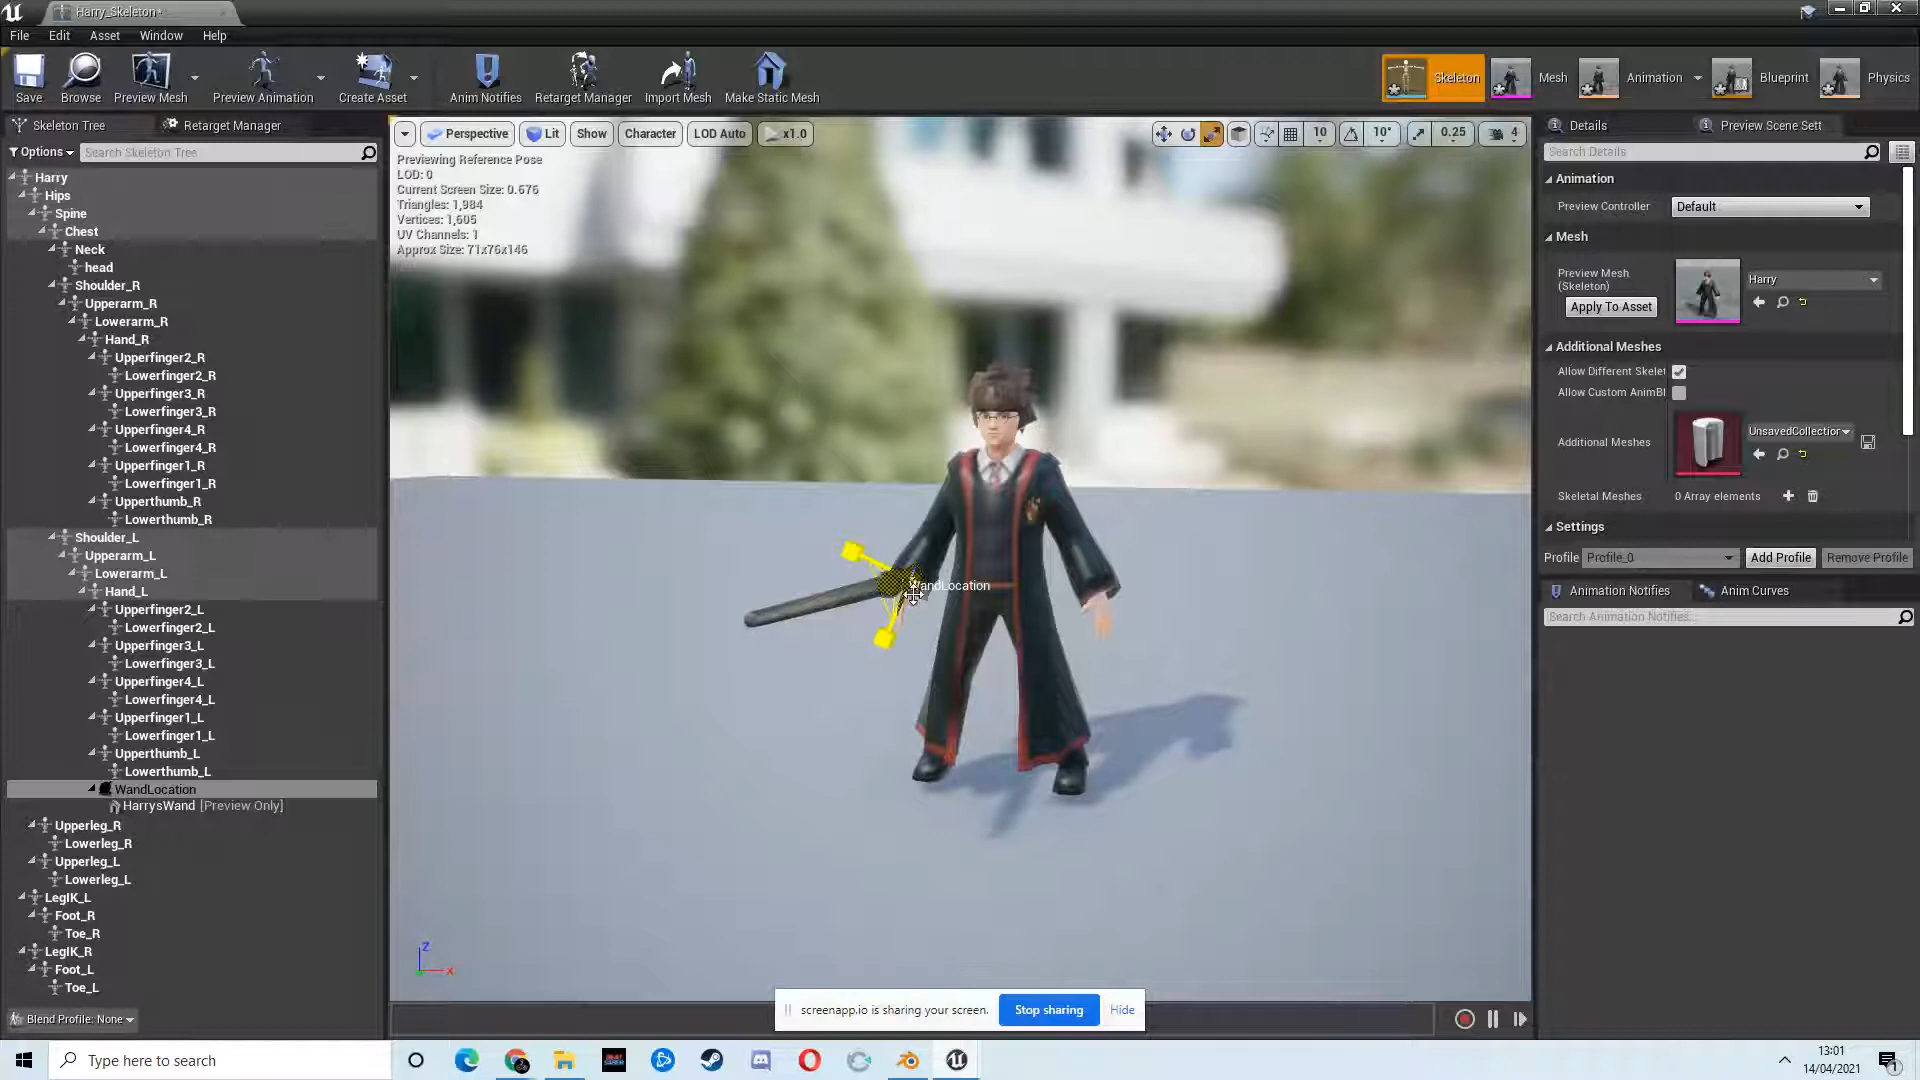 Harry_Skeleton*
File Edit Asset Window Help
Save Browse Preview Mesh Preview Animation Create Asset Anim Notifies Retarget Manager Import Mesh Make Static Mesh
Skeleton Mesh Animation Blueprint Physics
Skeleton Tree Retarget Manager
Options Search Skeleton Tree
Harry
Hips
Spine
Chest
Neck
head
Shoulder_R
Upperarm_R
Lowerarm_R
Hand_R
Upperfinger2_R
Lowerfinger2_R
Upperfinger3_R
Lowerfinger3_R
Upperfinger4_R
Lowerfinger4_R
Upperfinger1_R
Lowerfinger1_R
Upperthumb_R
Lowerthumb_R
Shoulder_L
Upperarm_L
Lowerarm_L
Hand_L
Upperfinger2_L
Lowerfinger2_L
Upperfinger3_L
Lowerfinger3_L
Upperfinger4_L
Lowerfinger4_L
Upperfinger1_L
Lowerfinger1_L
Upperthumb_L
Lowerthumb_L
WandLocation
HarrysWand [Preview Only]
Upperleg_R
Lowerleg_R
Upperleg_L
Lowerleg_L
LegIK_L
Foot_R
Toe_R
LegIK_R
Foot_L
Toe_L
Blend Profile: None
Perspective Lit Show Character LOD Auto x1.0
10 10° 0.25 4
Previewing Reference Pose
LOD: 0
Current Screen Size: 0.676
Triangles: 1,984
Vertices: 1,605
UV Channels: 1
Approx Size: 71x76x146
WandLocation
Z
X
Details Preview Scene Sett
Search Details
Animation
Preview Controller Default
Mesh
Preview Mesh
(Skeleton)
Apply To Asset
Harry
Additional Meshes
Allow Different Skelet
Allow Custom AnimBl
Additional Meshes UnsavedCollection
Skeletal Meshes 0 Array elements
Settings
Profile Profile_0 Add Profile Remove Profile
Animation Notifies Anim Curves
Search Animation Notifies...
screenapp.io is sharing your screen. Stop sharing Hide
Type here to search
13:01
14/04/2021
1